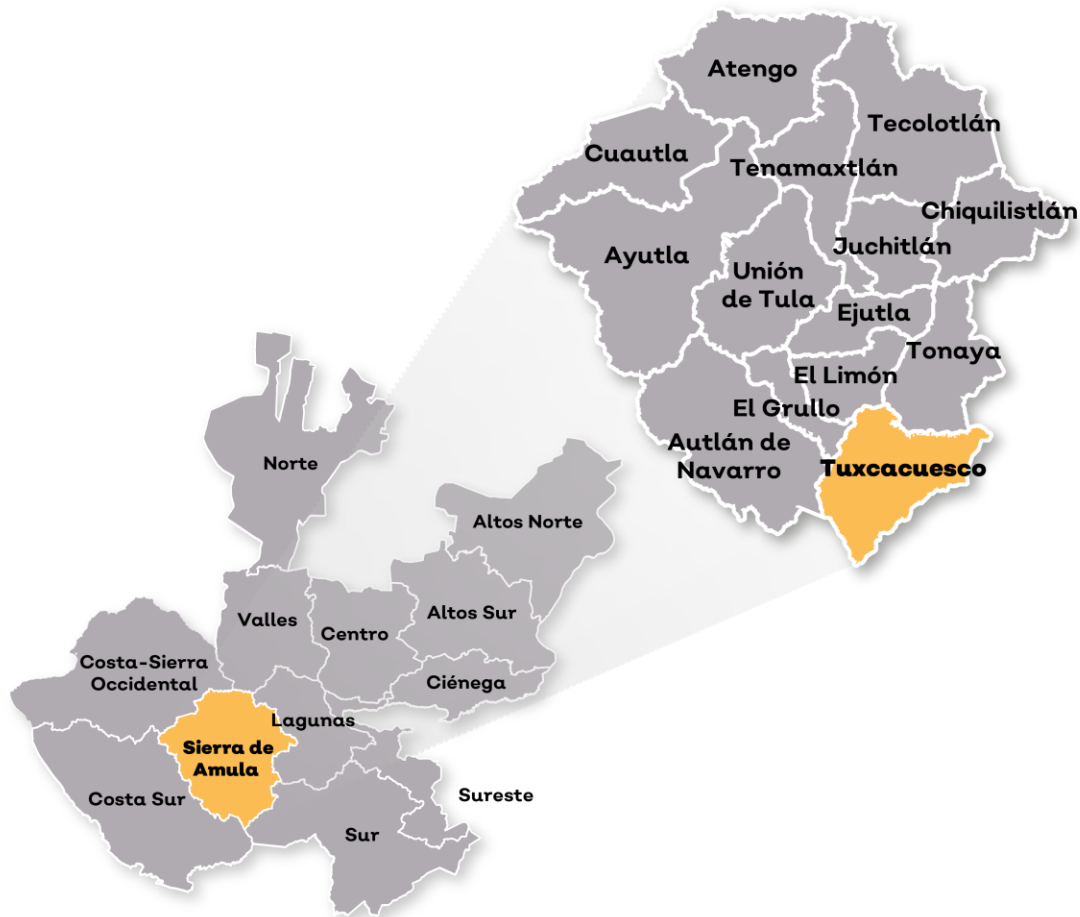 Atengo
Tecolotlán
Cuautla
Tenamaxtlán
Chiquilistlán
Ayutla
Juchitlán
Unión
de Tula
Ejutla
Tonaya
El Limón
El Grullo
Autlán de
Navarro
Tuxcacuesco
Norte
Altos Norte
Valles
Centro
Altos Sur
Costa-Sierra
Occidental
Ciénega
Lagunas
Sierra de
Amula
Costa Sur
Sureste
Sur